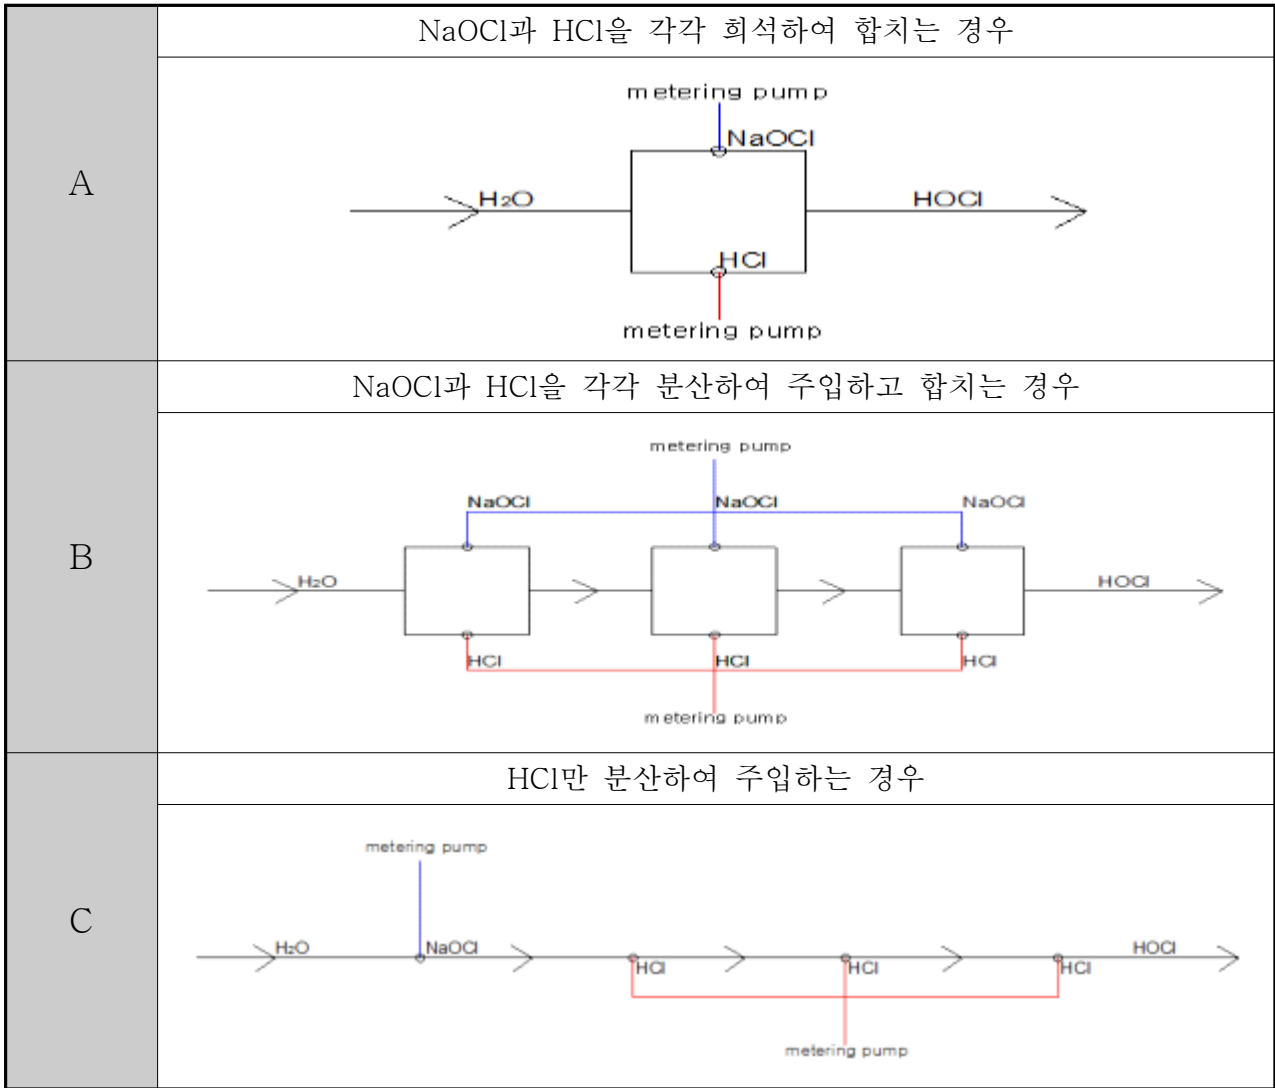 NaOCl과 HCl을 각각 희석하여 합치는 경우
A
metering pump
NaOCl
H₂O
HOCl
HCl
metering pump
NaOCl과 HCl을 각각 분산하여 주입하고 합치는 경우
B
metering pump
NaOCl NaOCl NaOCl
H₂O
HOCl
HCl HCl HCl
metering pump
HCl만 분산하여 주입하는 경우
C
metering pump
H₂O NaOCl HOCl
HCl HCl HCl
metering pump